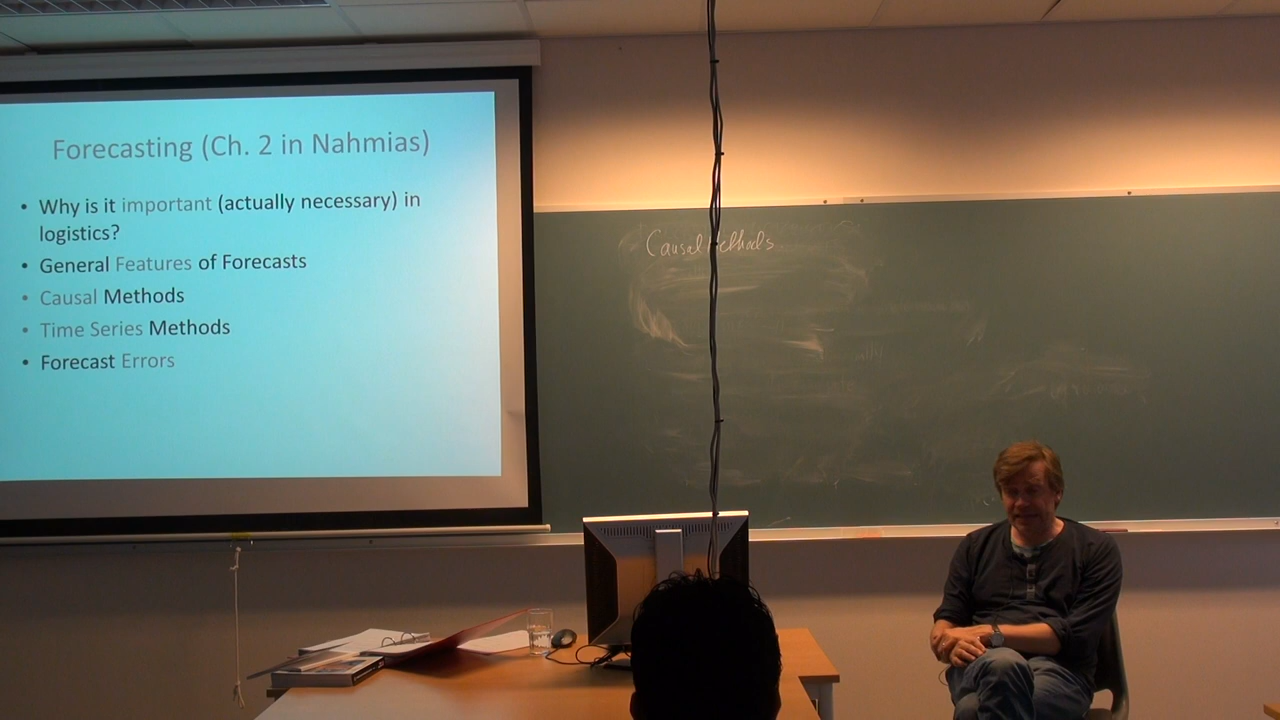 Forecasting (Ch. 2 in Nahmias)
• Why is it important (actually necessary) in
logistics?
• General Features of Forecasts
• Causal Methods
• Time Series Methods
• Forecast Errors
Causal Methods